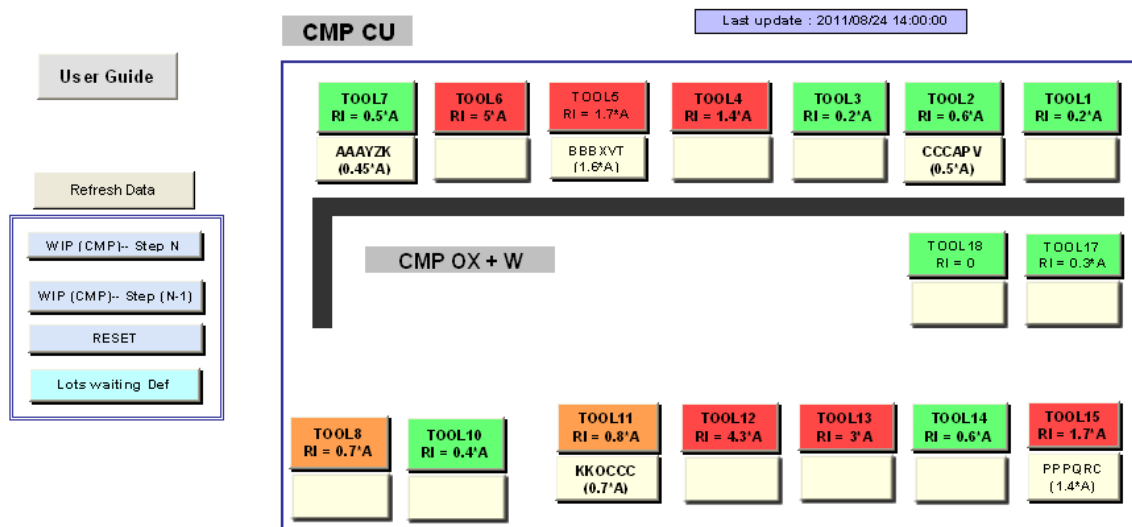 Last update : 2011/08/24 14:00:00
CMP CU
User Guide
TOOL7
RI = 0.5*A
TOOL6
RI = 5*A
TOOL5
RI = 1.7*A
TOOL4
RI = 1.4*A
TOOL3
RI = 0.2*A
TOOL2
RI = 0.6*A
TOOL1
RI = 0.2*A
AAAYZK
(0.45*A)
BBBXVT
(1.6*A)
CCCAPV
(0.5*A)
Refresh Data
WIP (CMP)-- Step N
WIP (CMP)-- Step (N-1)
RESET
Lots waiting Def
CMP OX + W
TOOL18
RI = 0
TOOL17
RI = 0.3*A
TOOL8
RI = 0.7*A
TOOL10
RI = 0.4*A
TOOL11
RI = 0.8*A
TOOL12
RI = 4.3*A
TOOL13
RI = 3*A
TOOL14
RI = 0.6*A
TOOL15
RI = 1.7*A
KKOCCC
(0.7*A)
PPPQRC
(1.4*A)